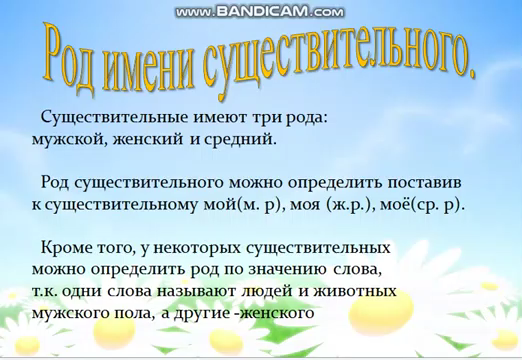 www.BANDICAM.com
Род имени существительного.
Существительные имеют три рода:
мужской, женский и средний.
Род существительного можно определить поставив
к существительному мой(м. р), моя (ж.р.), моё(ср. р).
Кроме того, у некоторых существительных
можно определить род по значению слова,
т.к. одни слова называют людей и животных
мужского пола, а другие -женского